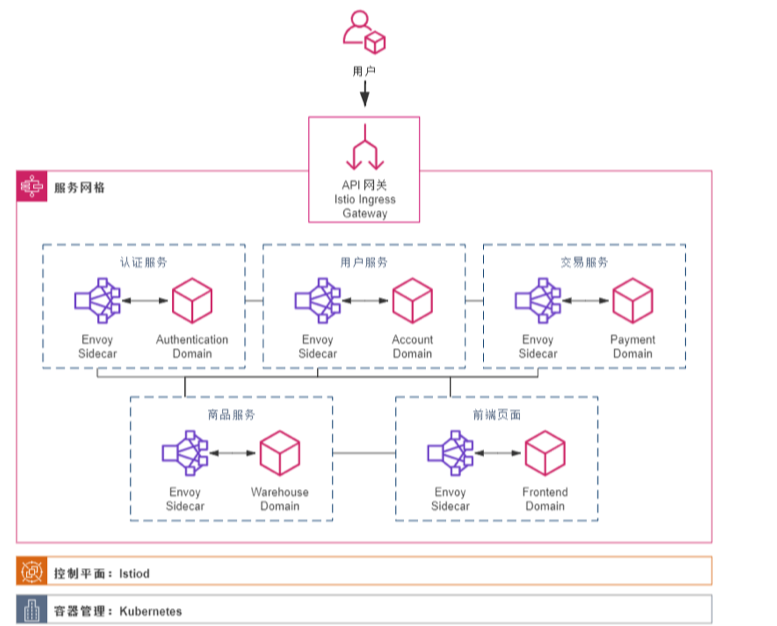 用户
API 网关
Istio Ingress
Gateway
服务网格
认证服务
用户服务
交易服务
Envoy
Sidecar
Authentication
Domain
Envoy
Sidecar
Account
Domain
Envoy
Sidecar
Payment
Domain
商品服务
前端页面
Envoy
Sidecar
Warehouse
Domain
Envoy
Sidecar
Frontend
Domain
控制平面：Istiod
容器管理：Kubernetes